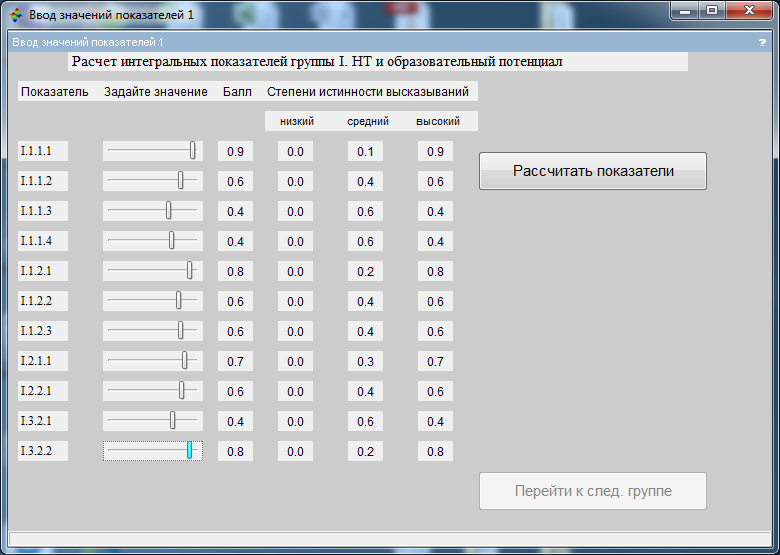 Ввод значений показателей 1
Ввод значений показателей 1 ?
Расчет интегральных показателей группы I. НТ и образовательный потенциал
Показатель Задайте значение Балл Степени истинности высказываний
низкий средний высокий
I.1.1.1 0.9 0.0 0.1 0.9
Рассчитать показатели
I.1.1.2 0.6 0.0 0.4 0.6
I.1.1.3 0.4 0.0 0.6 0.4
I.1.1.4 0.4 0.0 0.6 0.4
I.1.2.1 0.8 0.0 0.2 0.8
I.1.2.2 0.6 0.0 0.4 0.6
I.1.2.3 0.6 0.0 0.4 0.6
I.2.1.1 0.7 0.0 0.3 0.7
I.2.2.1 0.6 0.0 0.4 0.6
I.3.2.1 0.4 0.0 0.6 0.4
I.3.2.2 0.8 0.0 0.2 0.8
Перейти к след. группе